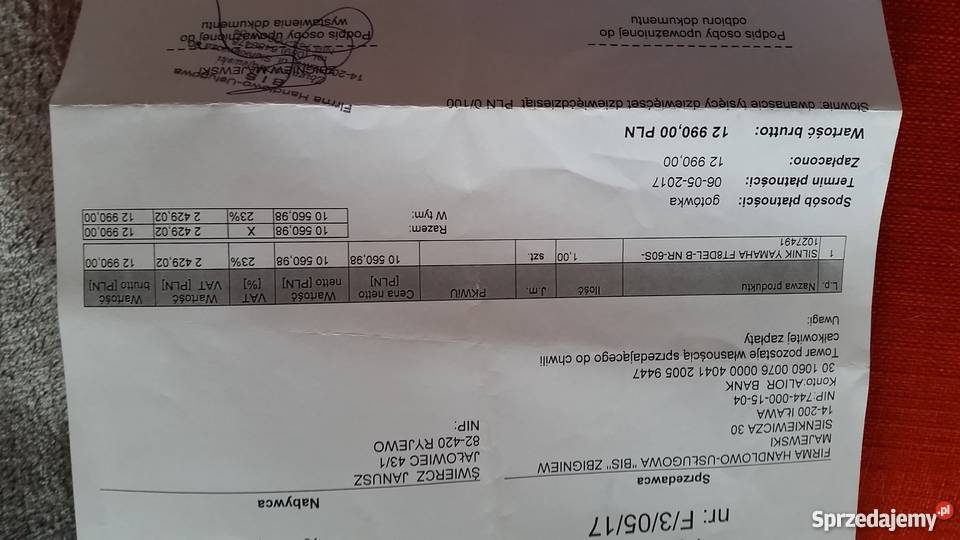 nr: F/3/05/17
Sprzedawca
FIRMA HANDLOWO-USŁUGOWA "BIS" ZBIGNIEW
MAJEWSKI
SIENKIEWICZA 30
14-200 IŁAWA
NIP:744-000-15-04
Konto:ALIOR BANK
30 1060 0076 0000 4041 2005 9447
Towar pozostaje własnością sprzedającego do chwili
całkowitej zapłaty
Uwagi:
Nabywca
ŚWIERCZ JANUSZ
JAŁOWIEC 43/1
82-420 RYJEWO
NIP:
L.p. Nazwa produktu Ilość J.m. PKWiU Cena netto [PLN] Wartość netto [PLN] VAT [%] Wartość VAT [PLN] Wartość brutto [PLN]
1 SILNIK YAMAHA FT8DEL-B NR-60S- 1,00 szt. 10 560,98 10 560,98 23% 2 429,02 12 990,00
1027491
Razem: 10 560,98 X 2 429,02 12 990,00
W tym: 10 560,98 23% 2 429,02 12 990,00
Sposób płatności: gotówka
Termin płatności: 06-05-2017
Zapłacono: 12 990,00
Wartość brutto: 12 990,00 PLN
Słownie: dwanaście tysięcy dziewięćset dziewięćdziesiąt PLN 0/100
Firma Handlowo-Usługowa
B I S
ZBIGNIEW MAJEWSKI
Podpis osoby upoważnionej do
odbioru dokumentu
Podpis osoby upoważnionej do
wystawienia dokumentu
Sprzedajemy.pl